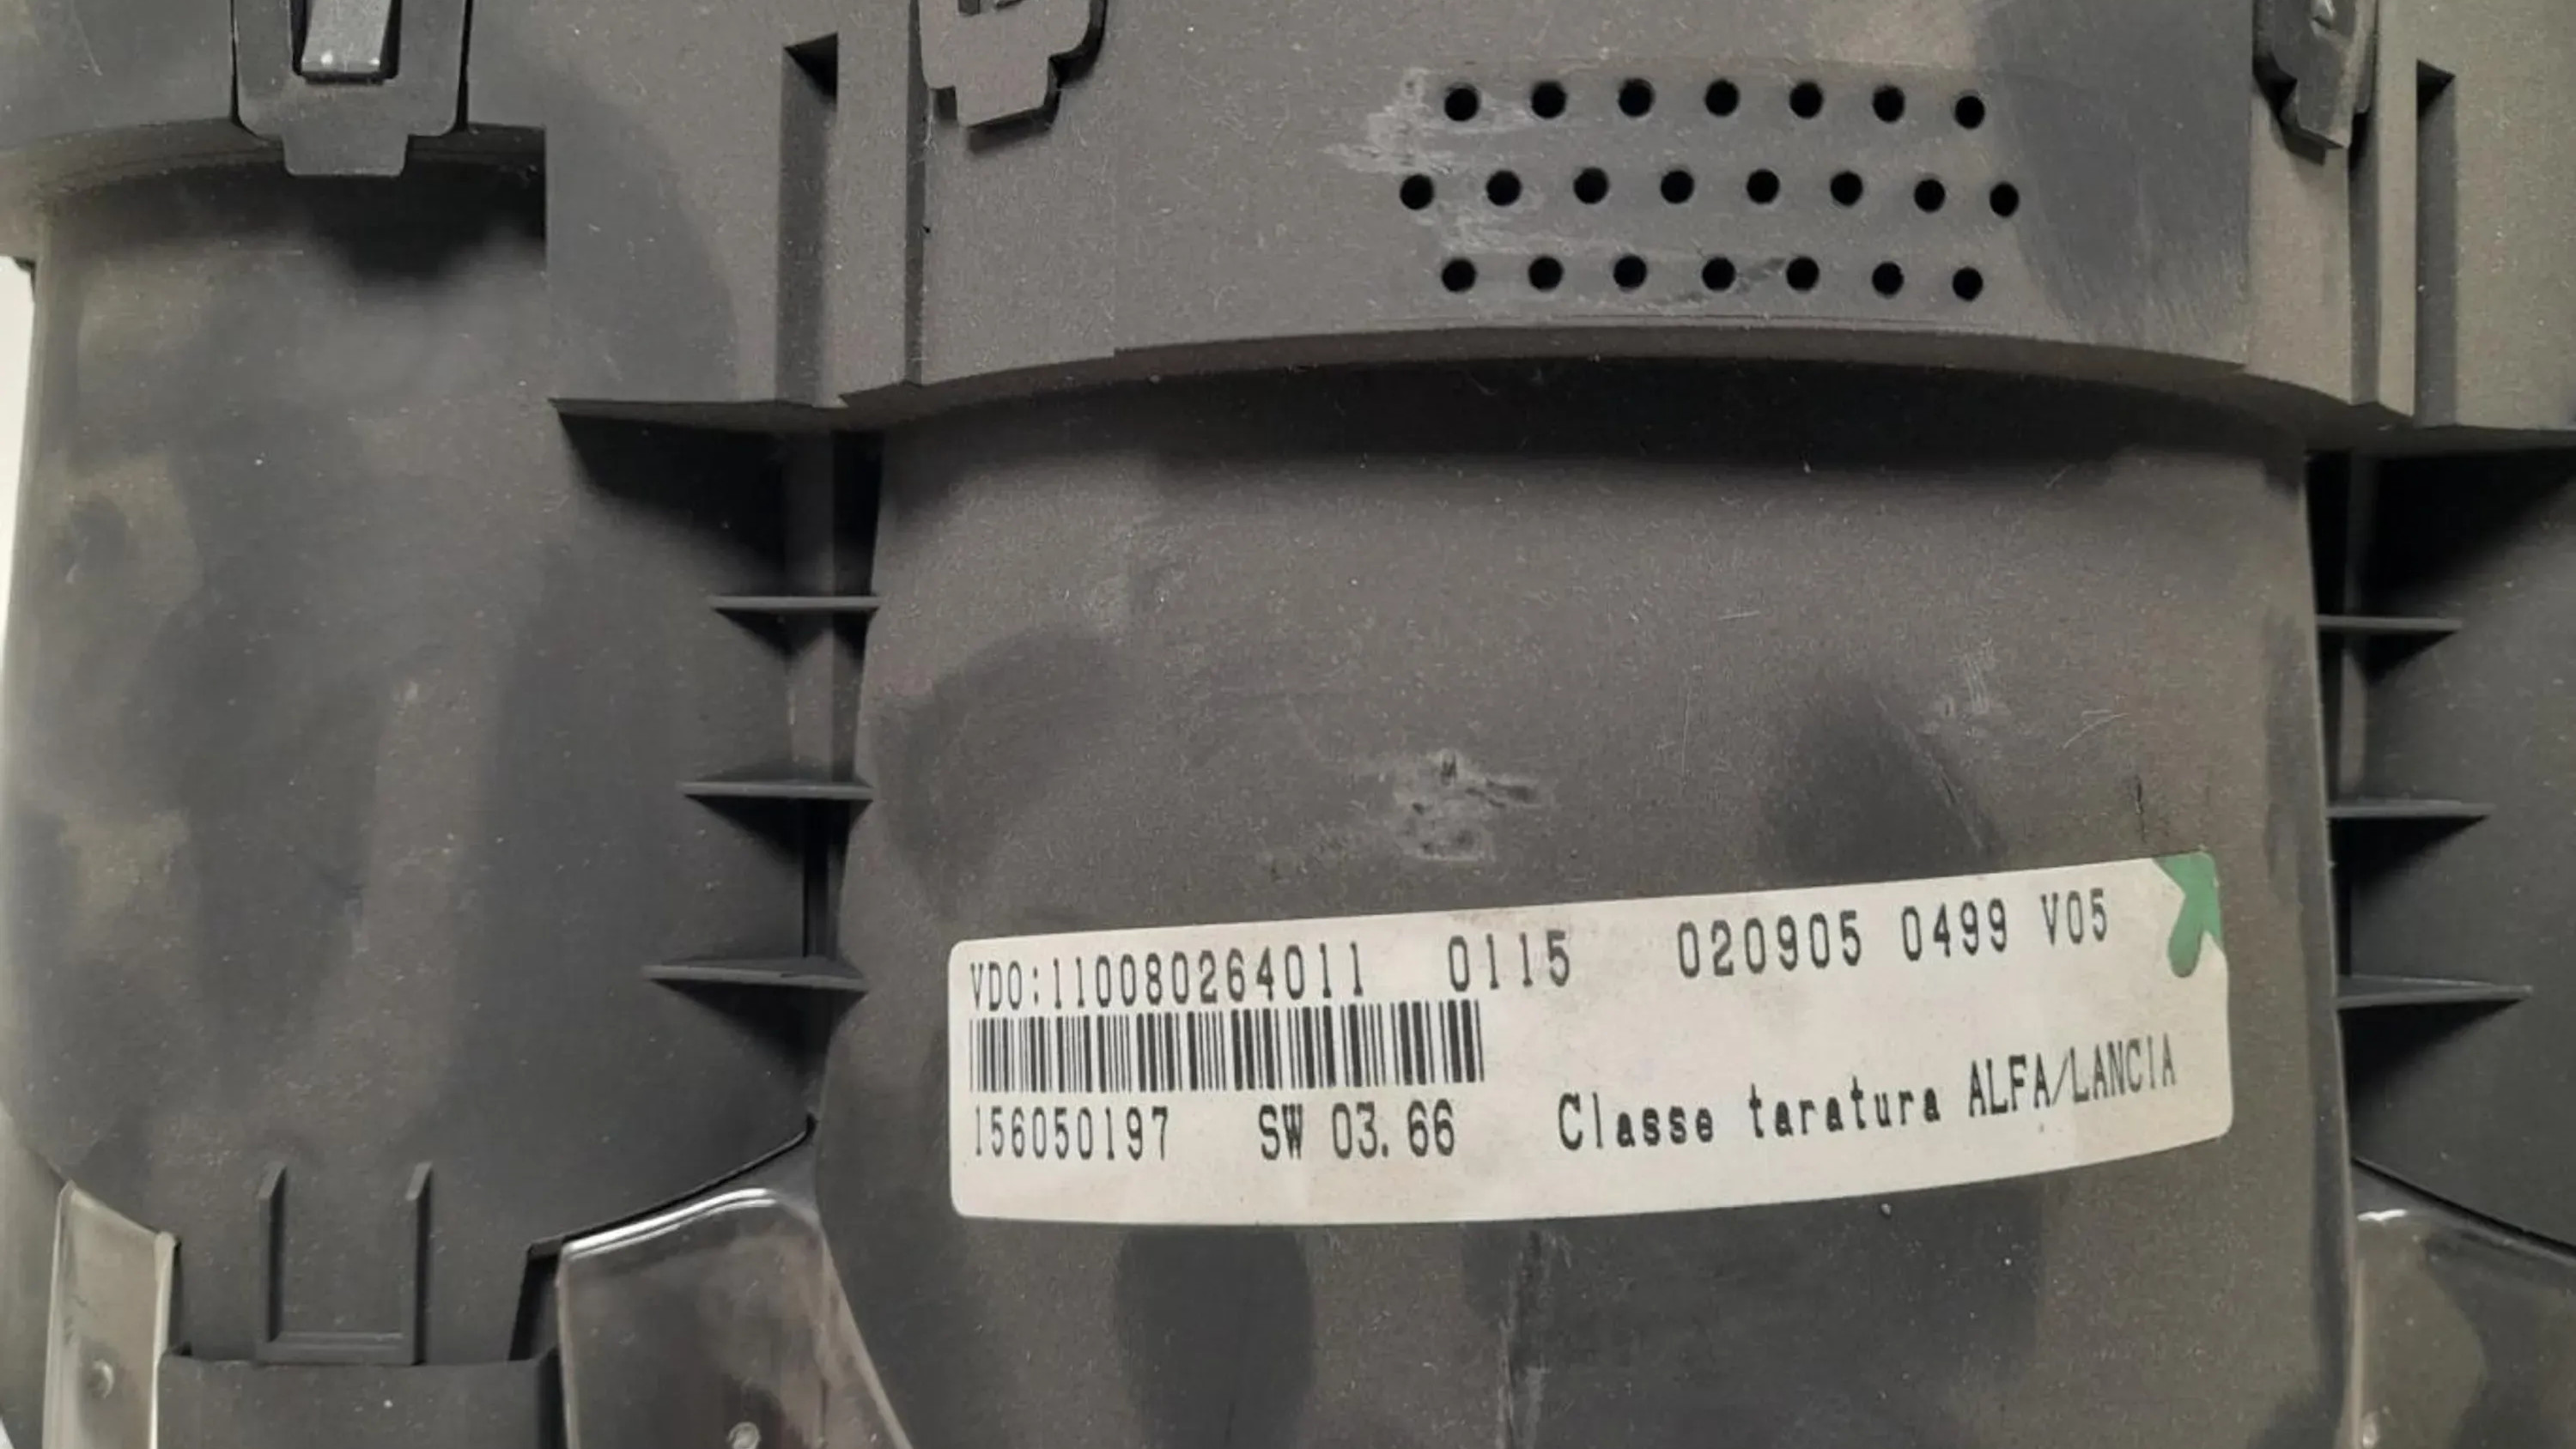 VDO:110080264011 0115 020905 0499 V05
156050197 SW 03.66 Classe taratura ALFA/LANCIA